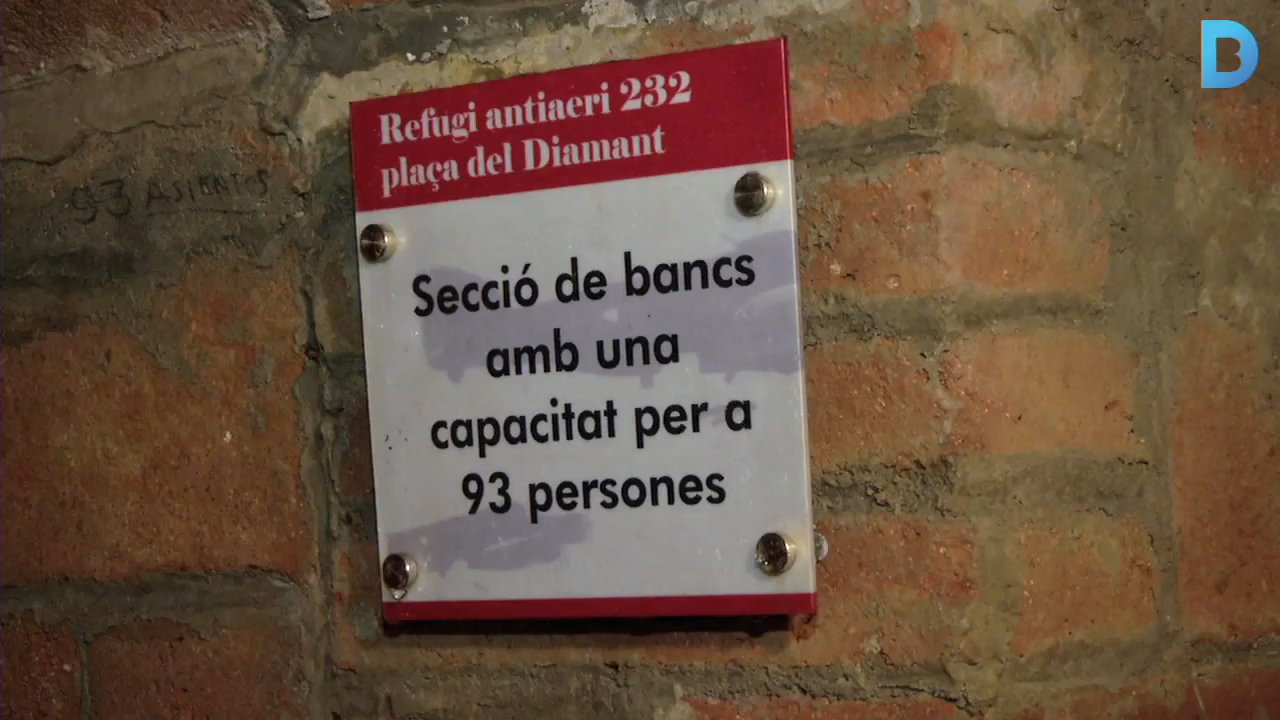 Refugi antiaeri 232
plaça del Diamant
93 ASIENTOS
Secció de bancs
amb una
capacitat per a
93 persones